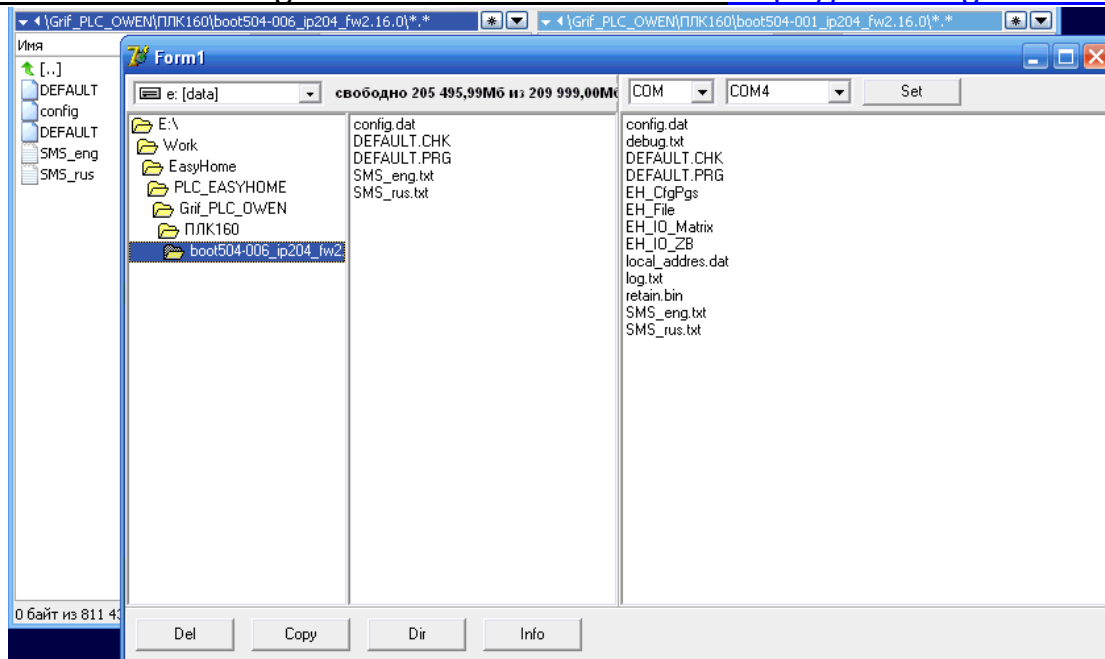 \Grif_PLC_OWEN\ПЛК160\boot504-006_ip204_fw2.16.0\*.*
\Grif_PLC_OWEN\ПЛК160\boot504-001_ip204_fw2.16.0\*.*
Имя
[..]
DEFAULT
config
DEFAULT
SMS_eng
SMS_rus
0 байт из 811 43
Form1
e: [data]
свободно 205 495,99Мб из 209 999,00Мб
COM
COM4
Set
E:\
Work
EasyHome
PLC_EASYHOME
Grif_PLC_OWEN
ПЛК160
boot504-006_ip204_fw2
config.dat
DEFAULT.CHK
DEFAULT.PRG
SMS_eng.txt
SMS_rus.txt
config.dat
debug.txt
DEFAULT.CHK
DEFAULT.PRG
EH_CfgPgs
EH_File
EH_IO_Matrix
EH_IO_ZB
local_addres.dat
log.txt
retain.bin
SMS_eng.txt
SMS_rus.txt
Del
Copy
Dir
Info